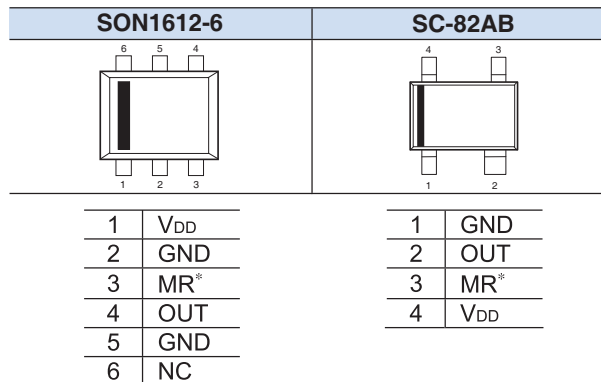 SON1612-6 SC-82AB
6 5 4 4 3
1 2 3 1 2
1 VDD 1 GND
2 GND 2 OUT
3 MR* 3 MR*
4 OUT 4 VDD
5 GND
6 NC